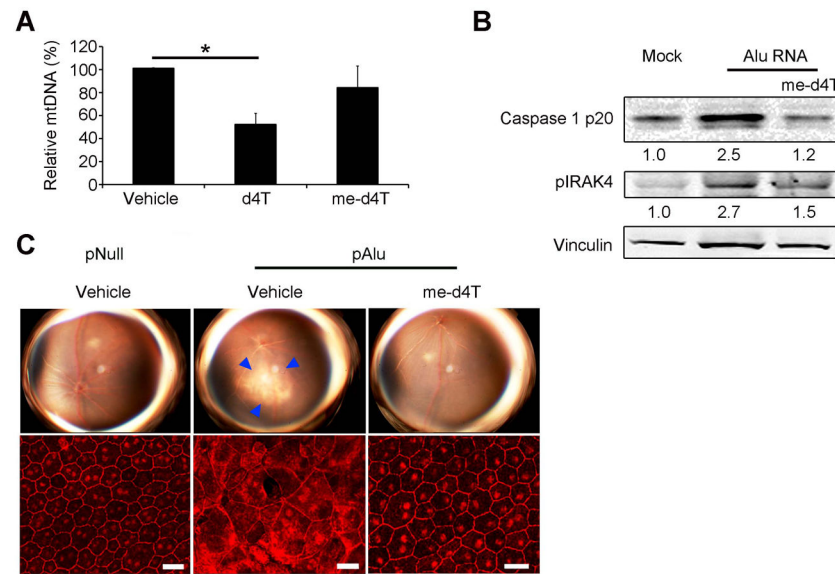 A
Relative mtDNA (%)
120
100
80
60
40
20
0
*
Vehicle d4T me-d4T
B
Mock Alu RNA
me-d4T
Caspase 1 p20
1.0 2.5 1.2
pIRAK4
1.0 2.7 1.5
Vinculin
C
pNull pAlu
Vehicle Vehicle me-d4T